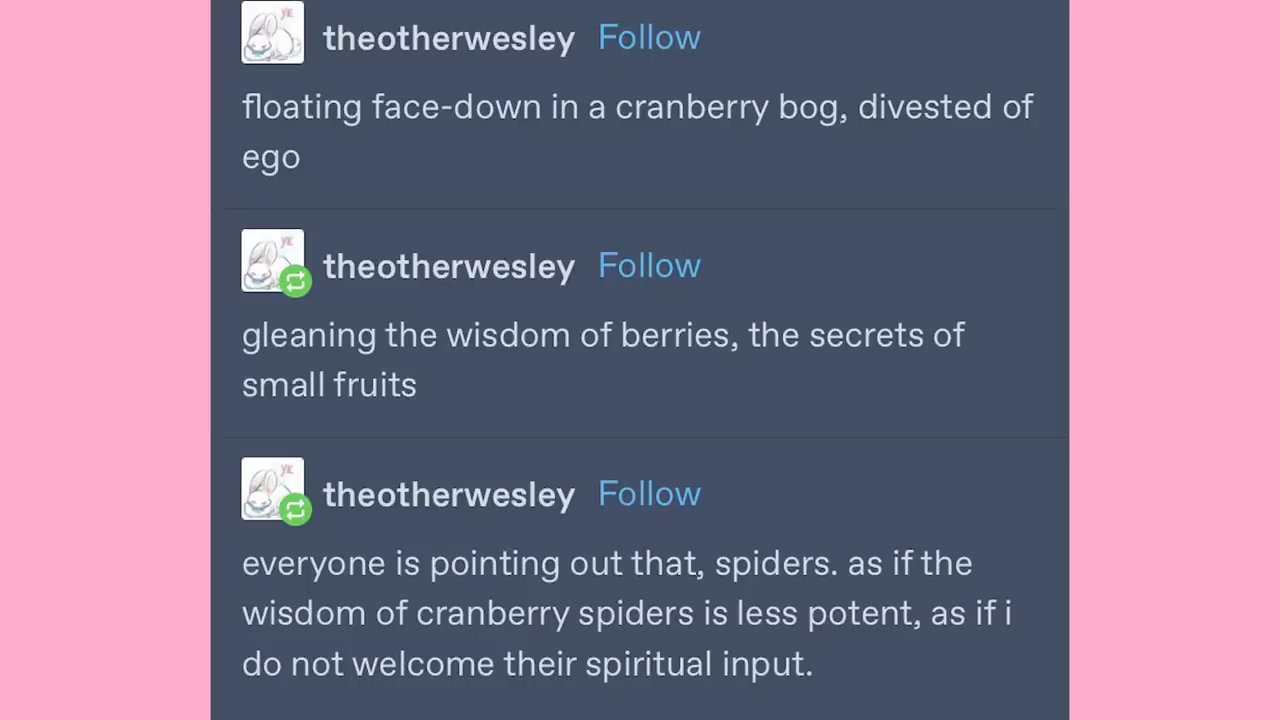 theotherwesley Follow
floating face-down in a cranberry bog, divested of
ego
theotherwesley Follow
gleaning the wisdom of berries, the secrets of
small fruits
theotherwesley Follow
everyone is pointing out that, spiders. as if the
wisdom of cranberry spiders is less potent, as if i
do not welcome their spiritual input.